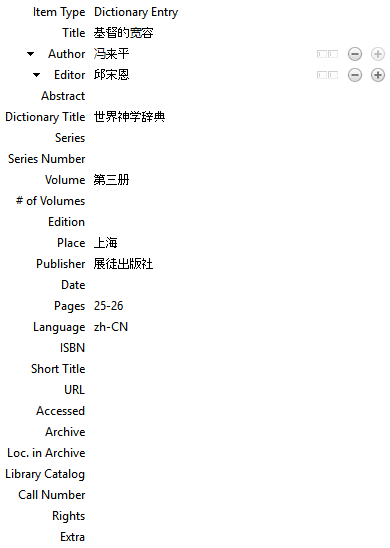 Item Type Dictionary Entry
Title 基督的宽容
Author 冯来平
Editor 邱宋恩
Abstract
Dictionary Title 世界神学辞典
Series
Series Number
Volume 第三册
# of Volumes
Edition
Place 上海
Publisher 展徒出版社
Date
Pages 25-26
Language zh-CN
ISBN
Short Title
URL
Accessed
Archive
Loc. in Archive
Library Catalog
Call Number
Rights
Extra